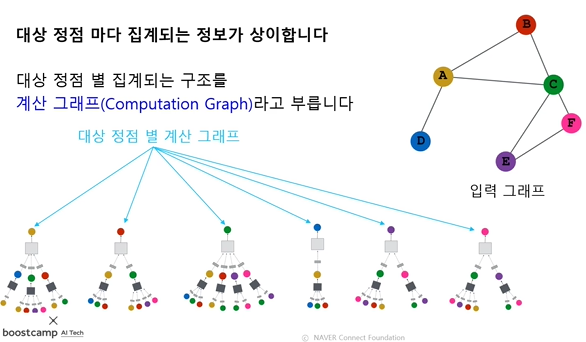 대상 정점 마다 집계되는 정보가 상이합니다
대상 정점 별 집계되는 구조를
계산 그래프(Computation Graph)라고 부릅니다
대상 정점 별 계산 그래프
B
A
C
F
D
E
입력 그래프
boostcamp AI Tech
ⓒ NAVER Connect Foundation